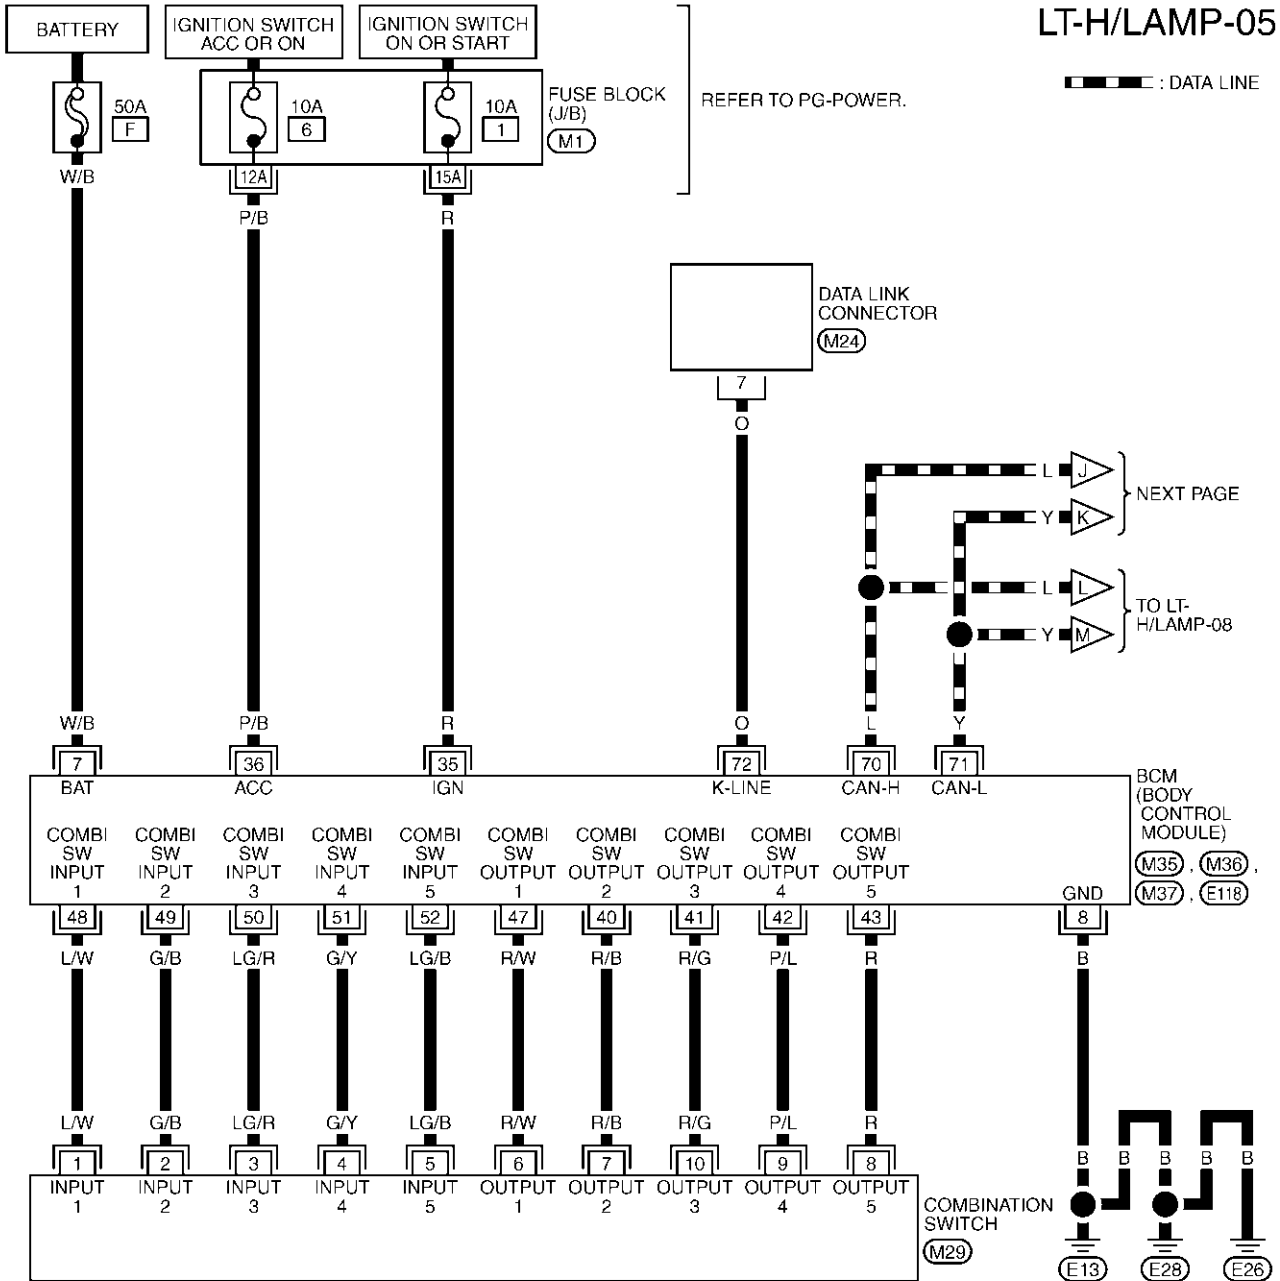 LT-H/LAMP-05
BATTERY
IGNITION SWITCH
ACC OR ON
IGNITION SWITCH
ON OR START
: DATA LINE
50A
F
10A
6
10A
1
FUSE BLOCK
(J/B)
M1
REFER TO PG-POWER.
W/B
12A
15A
P/B
R
DATA LINK
CONNECTOR
M24
7
O
L
J
Y
K
NEXT PAGE
L
L
Y
M
TO LT-
H/LAMP-08
W/B
P/B
R
O
L
Y
7
36
35
72
70
71
BAT
ACC
IGN
K-LINE
CAN-H
CAN-L
BCM
(BODY
CONTROL
MODULE)
M35 , M36 ,
M37 , E118
COMBI
SW
INPUT
1
COMBI
SW
INPUT
2
COMBI
SW
INPUT
3
COMBI
SW
INPUT
4
COMBI
SW
INPUT
5
COMBI
SW
OUTPUT
1
COMBI
SW
OUTPUT
2
COMBI
SW
OUTPUT
3
COMBI
SW
OUTPUT
4
COMBI
SW
OUTPUT
5
GND
48
49
50
51
52
47
40
41
42
43
8
L/W
G/B
LG/R
G/Y
LG/B
R/W
R/B
R/G
P/L
R
B
L/W
G/B
LG/R
G/Y
LG/B
R/W
R/B
R/G
P/L
R
1
2
3
4
5
6
7
10
9
8
INPUT
1
INPUT
2
INPUT
3
INPUT
4
INPUT
5
OUTPUT
1
OUTPUT
2
OUTPUT
3
OUTPUT
4
OUTPUT
5
COMBINATION
SWITCH
M29
B
B
B
B
B
E13
E28
E26